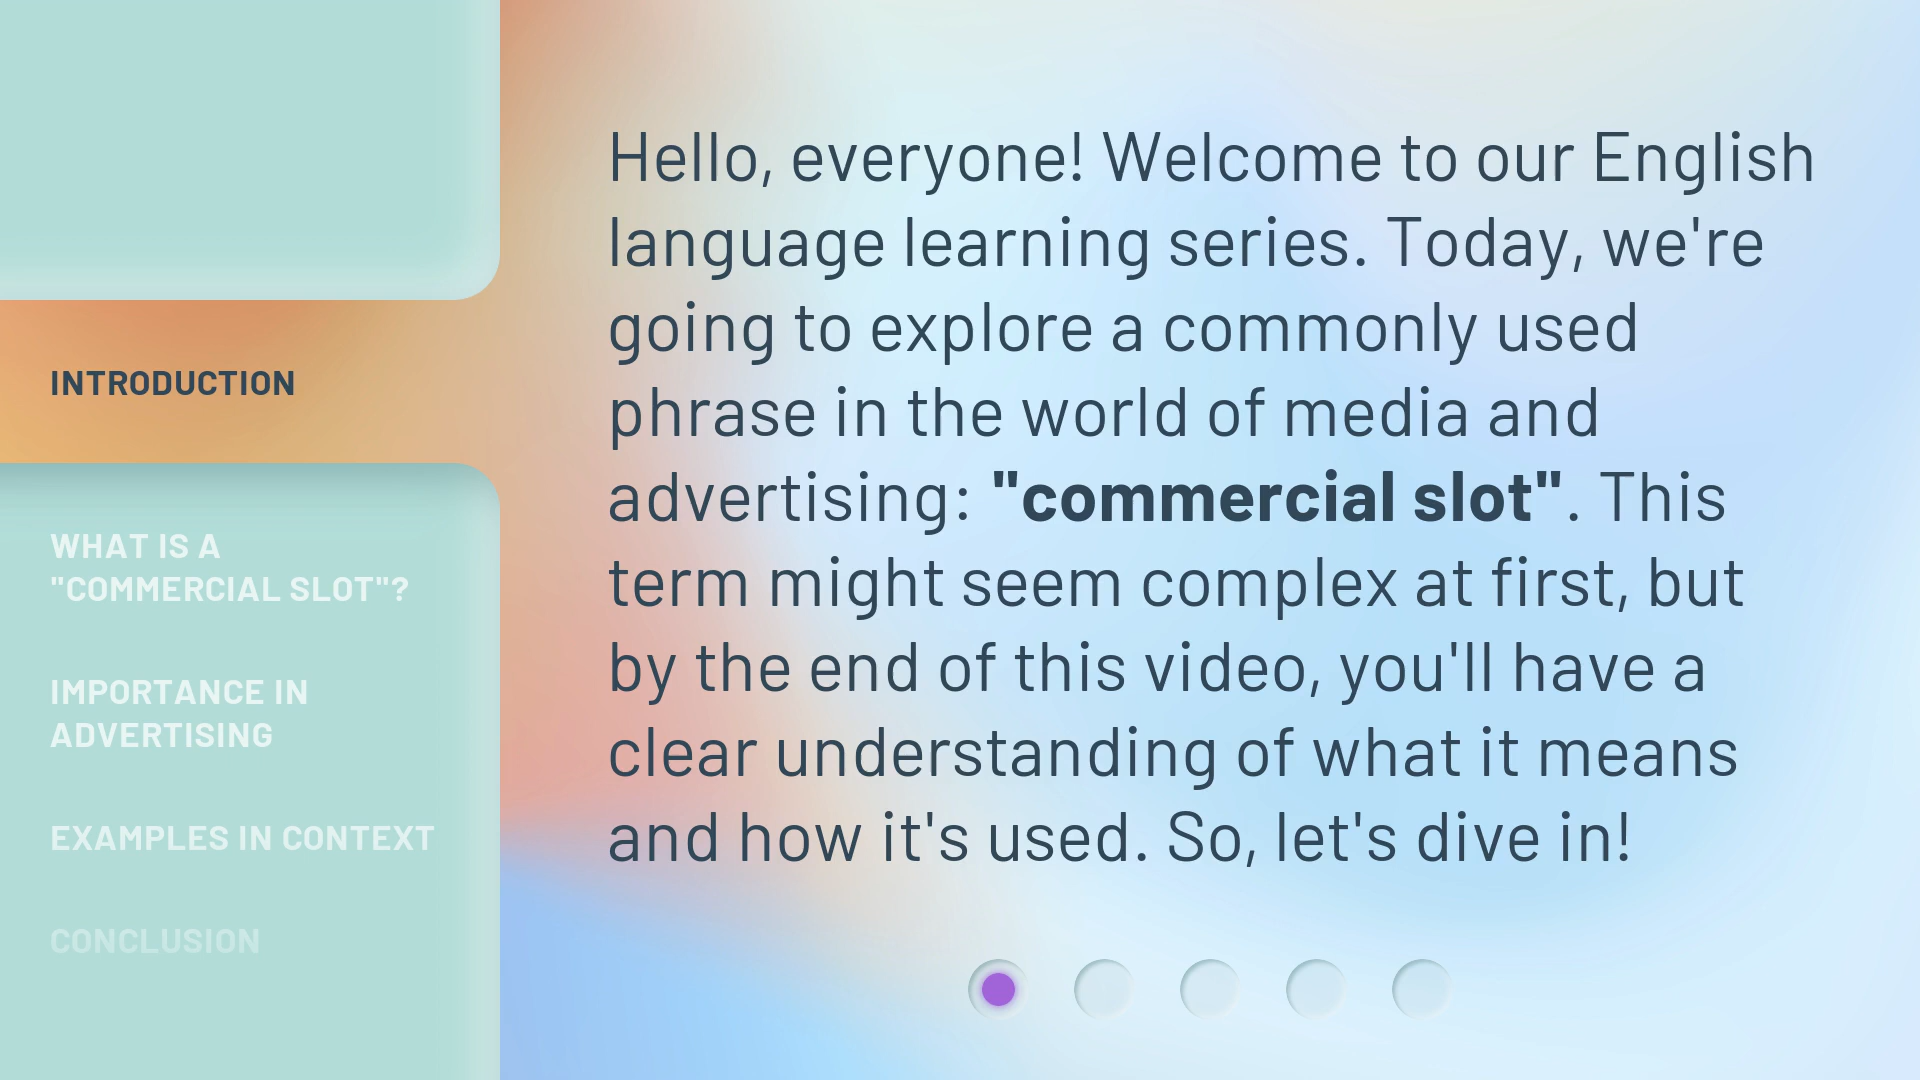 INTRODUCTION
WHAT IS A
"COMMERCIAL SLOT"?
IMPORTANCE IN
ADVERTISING
EXAMPLES IN CONTEXT
CONCLUSION
Hello, everyone! Welcome to our English
language learning series. Today, we're
going to explore a commonly used
phrase in the world of media and
advertising: "commercial slot". This
term might seem complex at first, but
by the end of this video, you'll have a
clear understanding of what it means
and how it's used. So, let's dive in!